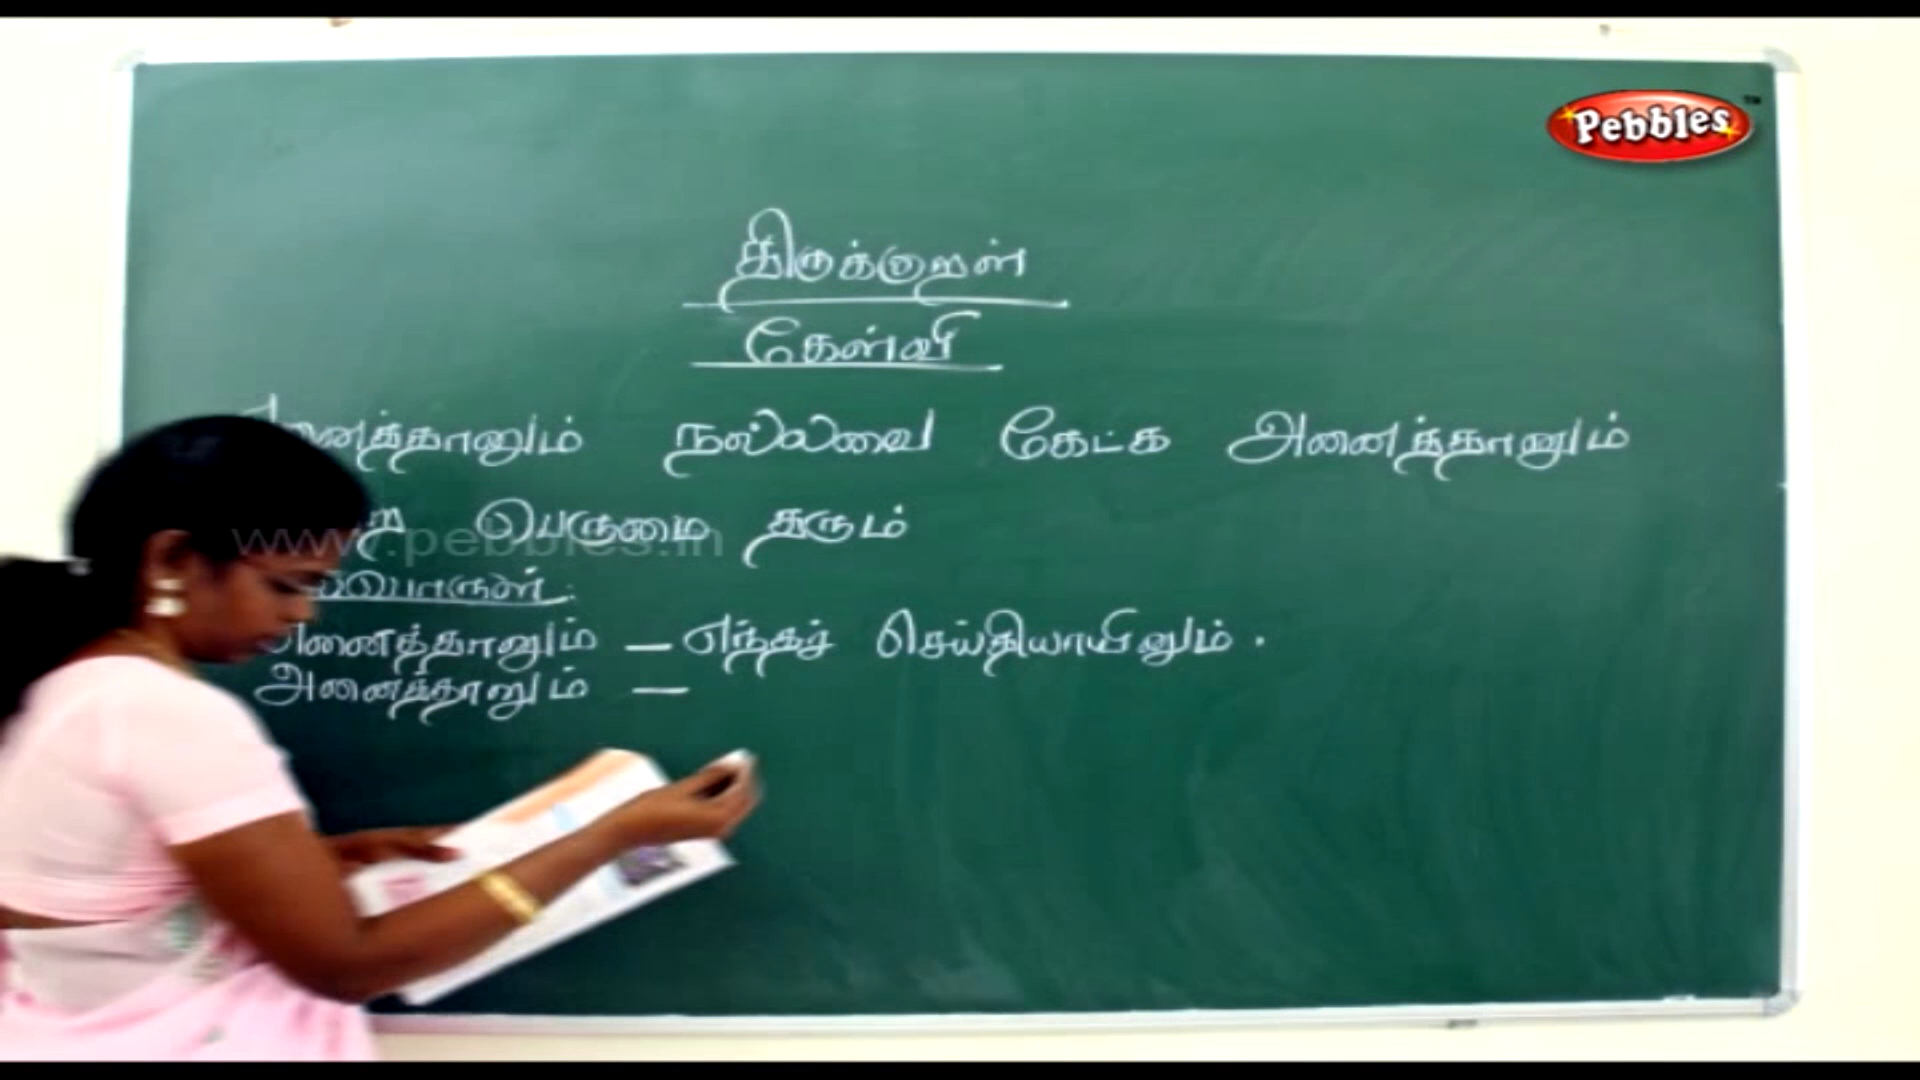 Pebbles
திருக்குறள்
கேள்வி
நல்லவை கேட்க அனைத்தானும்
பெருமை தரும்
www.pebbles.in
– எந்தச் செய்தியாயினும்.
அனைத்தானும் –